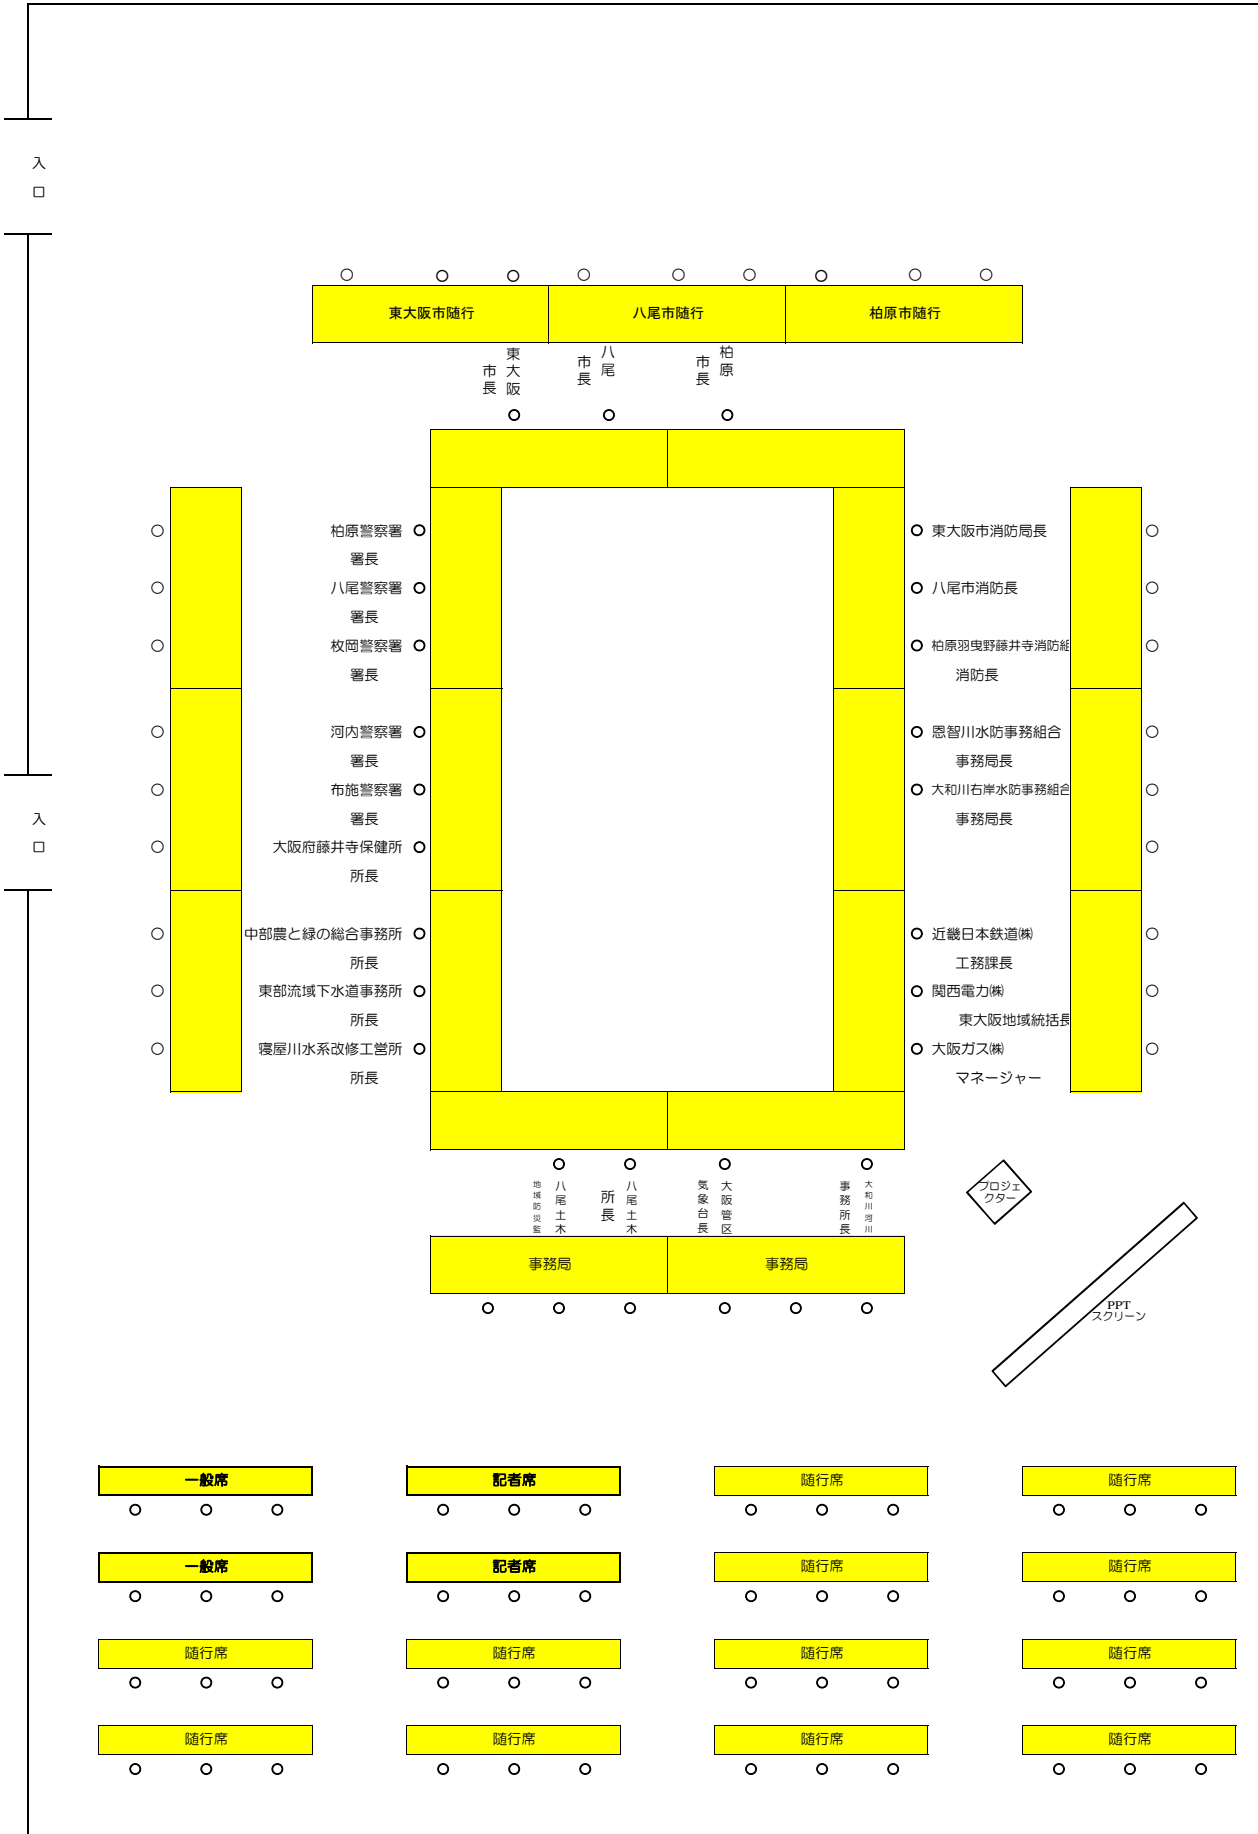 入口
東大阪市随行
八尾市随行
柏原市随行
東大阪
市長
八尾
市長
柏原
市長
柏原警察署
署長
八尾警察署
署長
枚岡警察署
署長
河内警察署
署長
布施警察署
署長
大阪府藤井寺保健所
所長
中部農と緑の総合事務所
所長
東部流域下水道事務所
所長
寝屋川水系改修工営所
所長
東大阪市消防局長
八尾市消防長
柏原羽曳野藤井寺消防組
消防長
恩智川水防事務組合
事務局長
大和川右岸水防事務組合
事務局長
近畿日本鉄道㈱
工務課長
関西電力㈱
東大阪地域統括長
大阪ガス㈱
マネージャー
入口
八尾土木
地域防災監
八尾土木
所長
大阪管区
気象台長
大和川河川
事務所長
事務局
事務局
プロジェ
クター
PPT
スクリーン
一般席
記者席
随行席
随行席
一般席
記者席
随行席
随行席
随行席
随行席
随行席
随行席
随行席
随行席
随行席
随行席